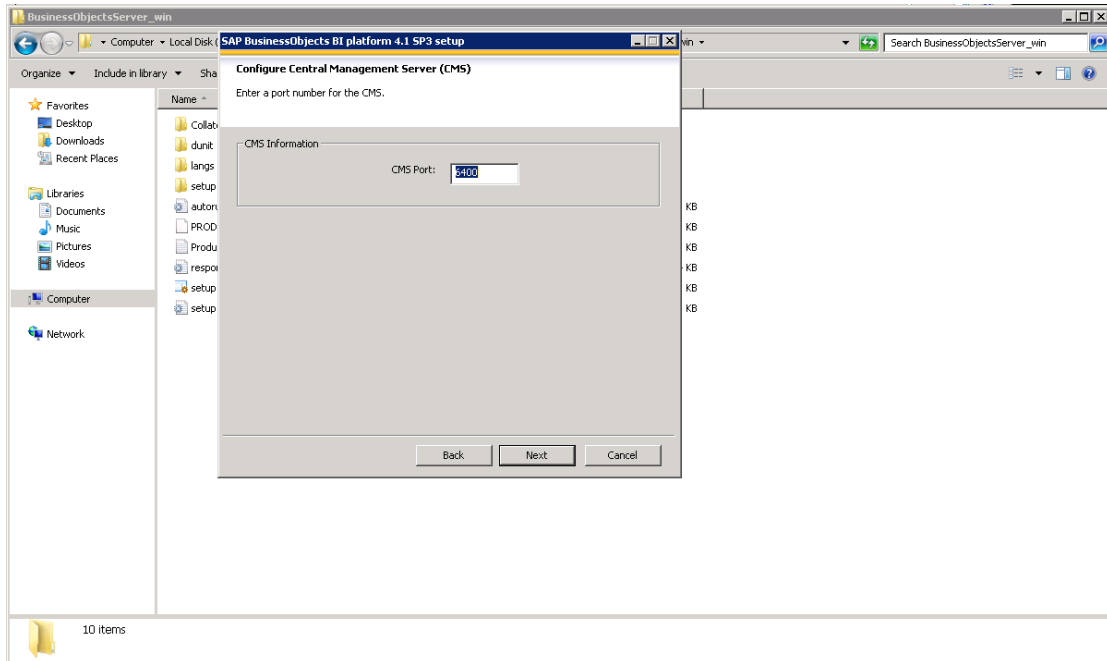 BusinessObjectsServer_win
Computer
Local Disk (
win
Search BusinessObjectsServer_win
Organize
Include in library
Sha
SAP BusinessObjects BI platform 4.1 SP3 setup
Configure Central Management Server (CMS)
Enter a port number for the CMS.
CMS Information
CMS Port: 6400
Back Next Cancel
Favorites
Desktop
Downloads
Recent Places
Libraries
Documents
Music
Pictures
Videos
Computer
Network
Name
Collat
dunit
langs
setup
autoru KB
PROD KB
Produ KB
respon KB
setup KB
setup KB
10 items